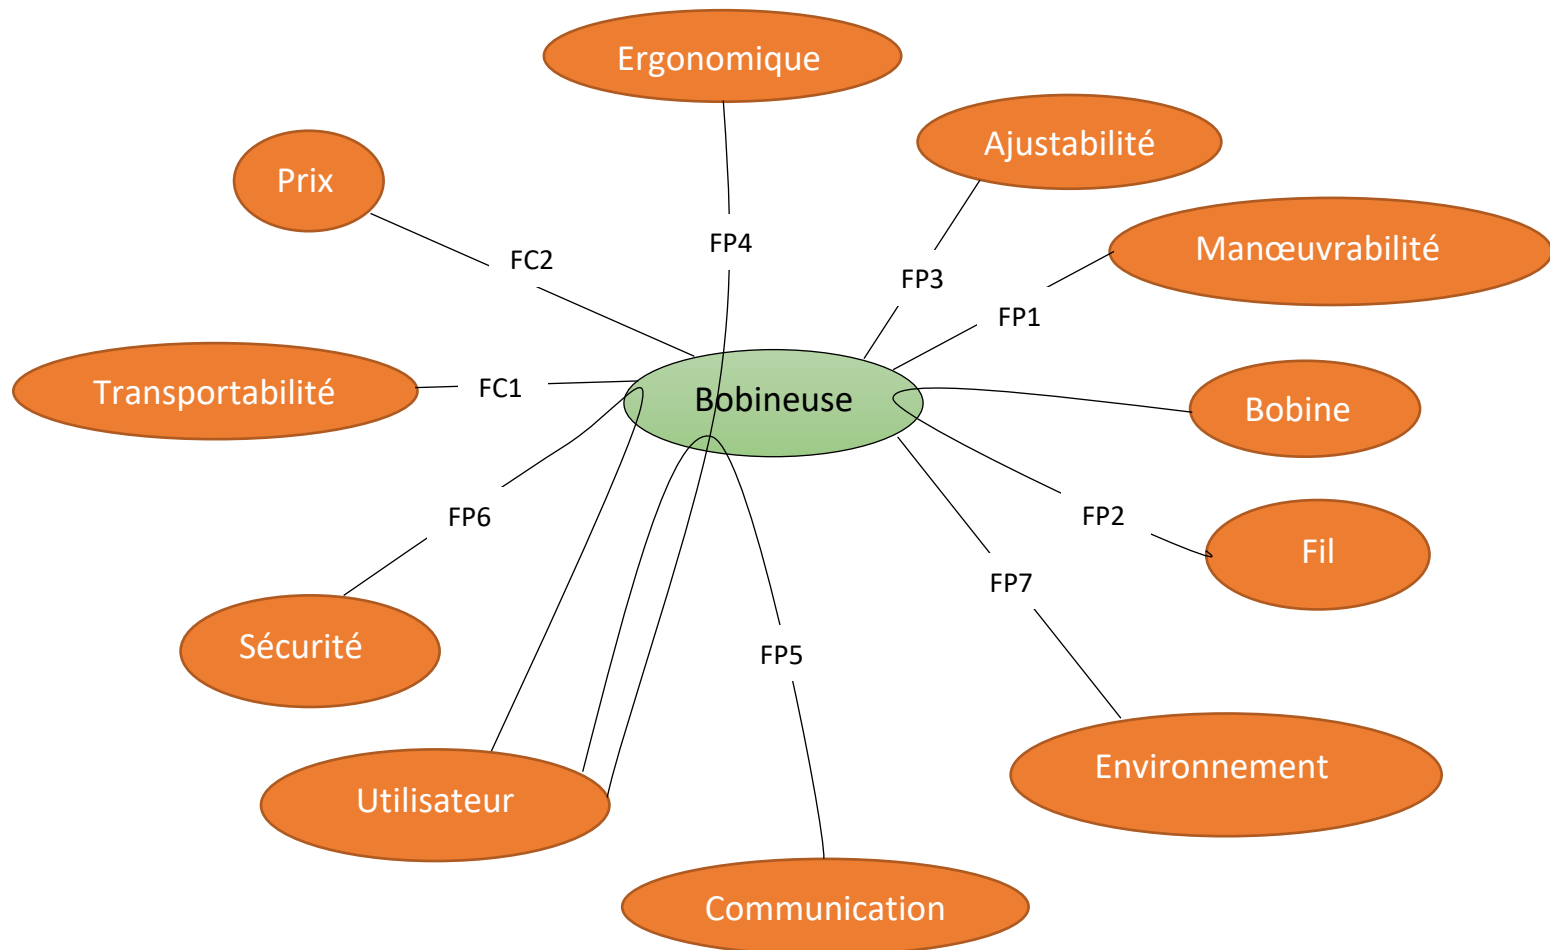 Ergonomique
Ajustabilité
Prix
Manœuvrabilité
FP4
FC2
FP3
FP1
Transportabilité
FC1
Bobineuse
Bobine
FP6
FP2
Fil
FP7
Sécurité
FP5
Environnement
Utilisateur
Communication